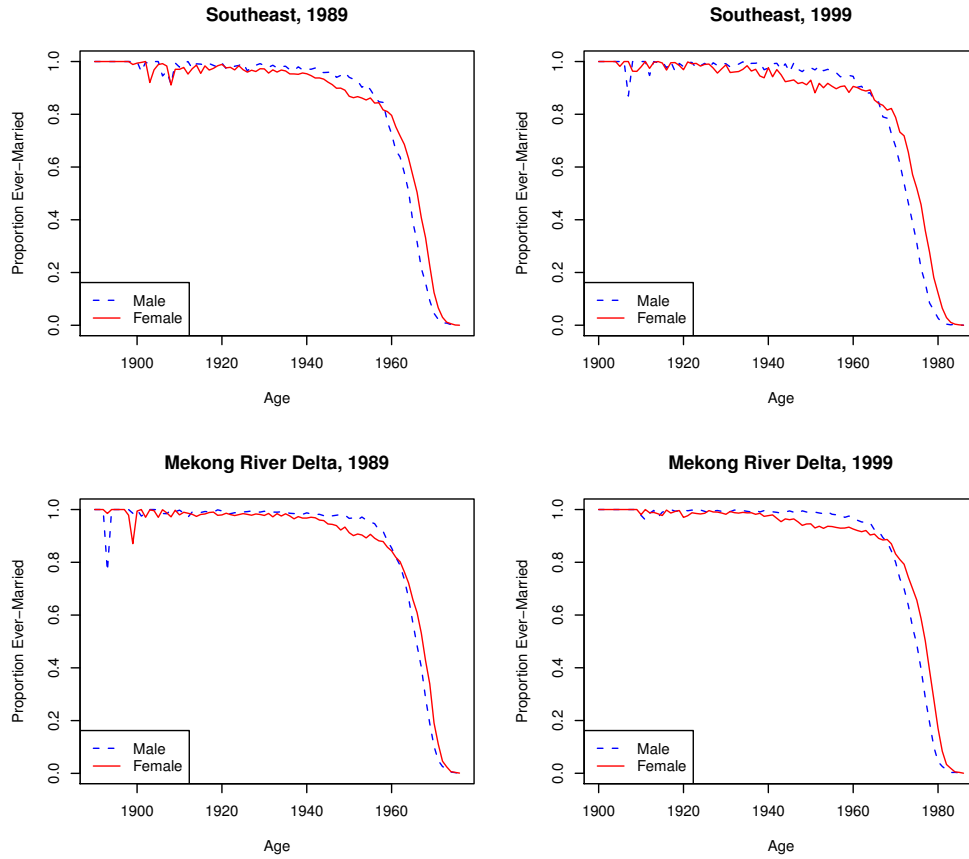 Southeast, 1989
Proportion Ever−Married
1.0
0.8
0.6
0.4
0.2
0.0
Male
Female
1900 1920 1940 1960
Age
Southeast, 1999
Proportion Ever−Married
1.0
0.8
0.6
0.4
0.2
0.0
Male
Female
1900 1920 1940 1960 1980
Age
Mekong River Delta, 1989
Proportion Ever−Married
1.0
0.8
0.6
0.4
0.2
0.0
Male
Female
1900 1920 1940 1960
Age
Mekong River Delta, 1999
Proportion Ever−Married
1.0
0.8
0.6
0.4
0.2
0.0
Male
Female
1900 1920 1940 1960 1980
Age